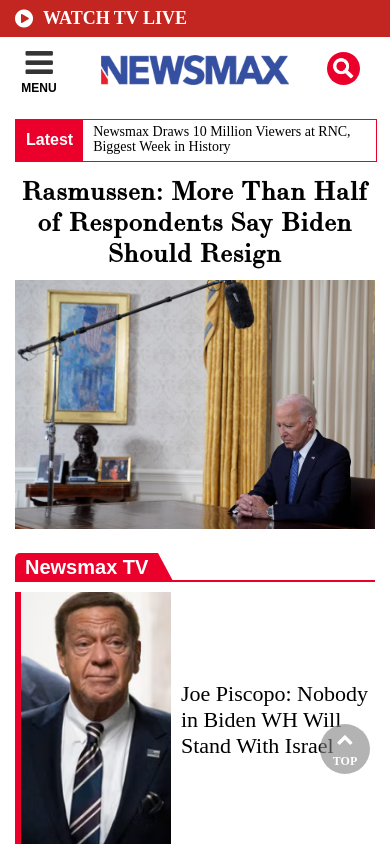 WATCH TV LIVE
MENU
NEWSMAX
Latest
Newsmax Draws 10 Million Viewers at RNC,
Biggest Week in History
Rasmussen: More Than Half
of Respondents Say Biden
Should Resign
Newsmax TV
Joe Piscopo: Nobody
in Biden WH Will
Stand With Israel
TOP